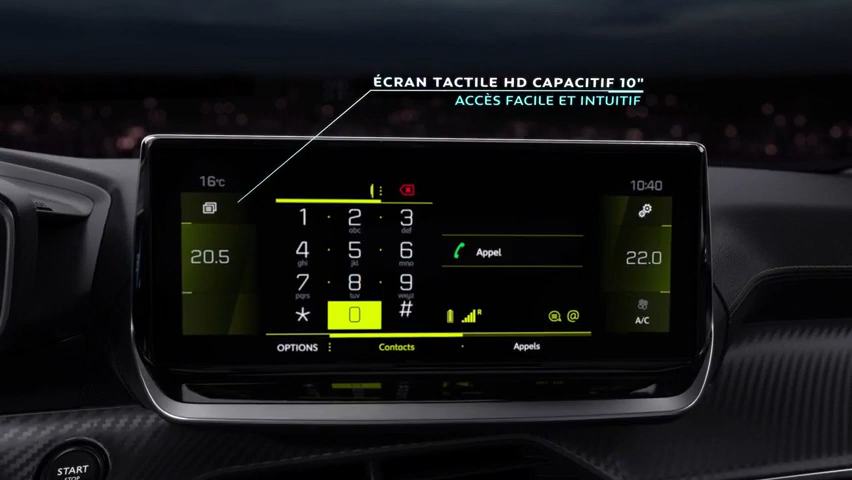 ÉCRAN TACTILE HD CAPACITIF 10"
ACCÈS FACILE ET INTUITIF
16°C
10:40
1 2 3
abc def
20.5
4 5 6
ghi jkl mno
Appel
22.0
7 8 9
pqrs tuv wxyz
* 0 #
R
@
A/C
OPTIONS
Contacts
Appels
START
STOP